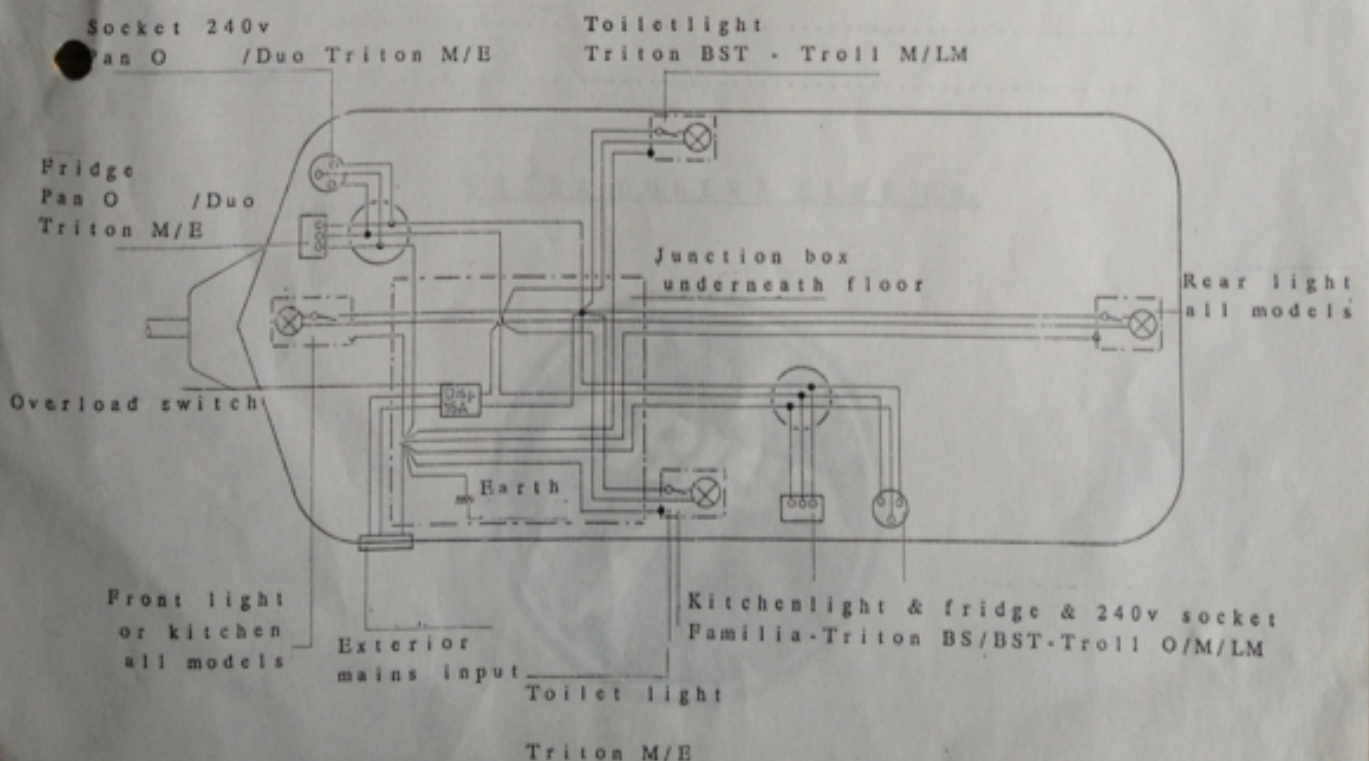 Socket 240v
Pan O /Duo Triton M/E
Toiletlight
Triton BST - Troll M/LM
Fridge
Pan O /Duo
Triton M/E
Junction box
underneath floor
Rear light
all models
Overload switch
Earth
Front light
or kitchen
all models
Exterior
mains input
Toilet light
Triton M/E
Kitchenlight & fridge & 240v socket
Familia-Triton BS/BST-Troll O/M/LM